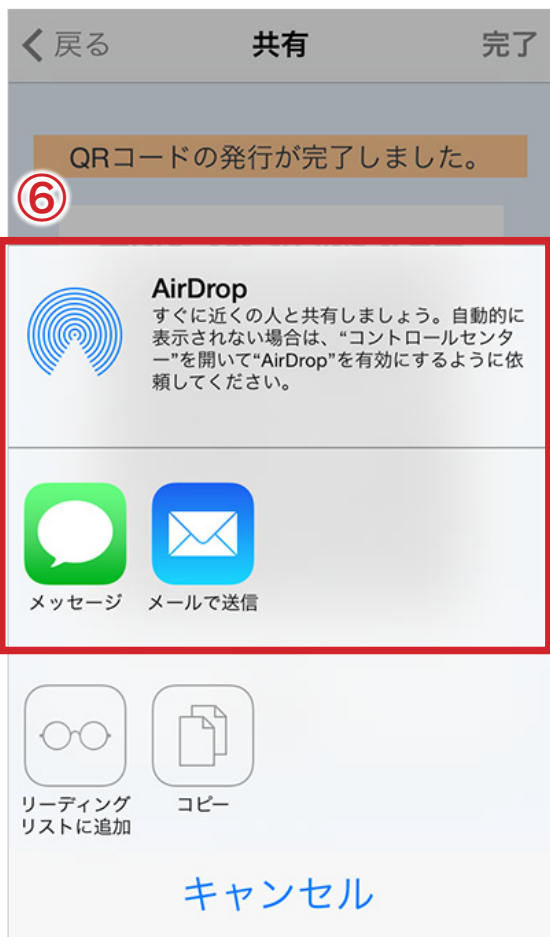 戻る 共有 完了
QRコードの発行が完了しました。
⑥
AirDrop
すぐに近くの人と共有しましょう。自動的に
表示されない場合は、“コントロールセンタ
ー”を開いて“AirDrop”を有効にするように依
頼してください。
メッセージ メールで送信
リーディング コピー
リストに追加
キャンセル